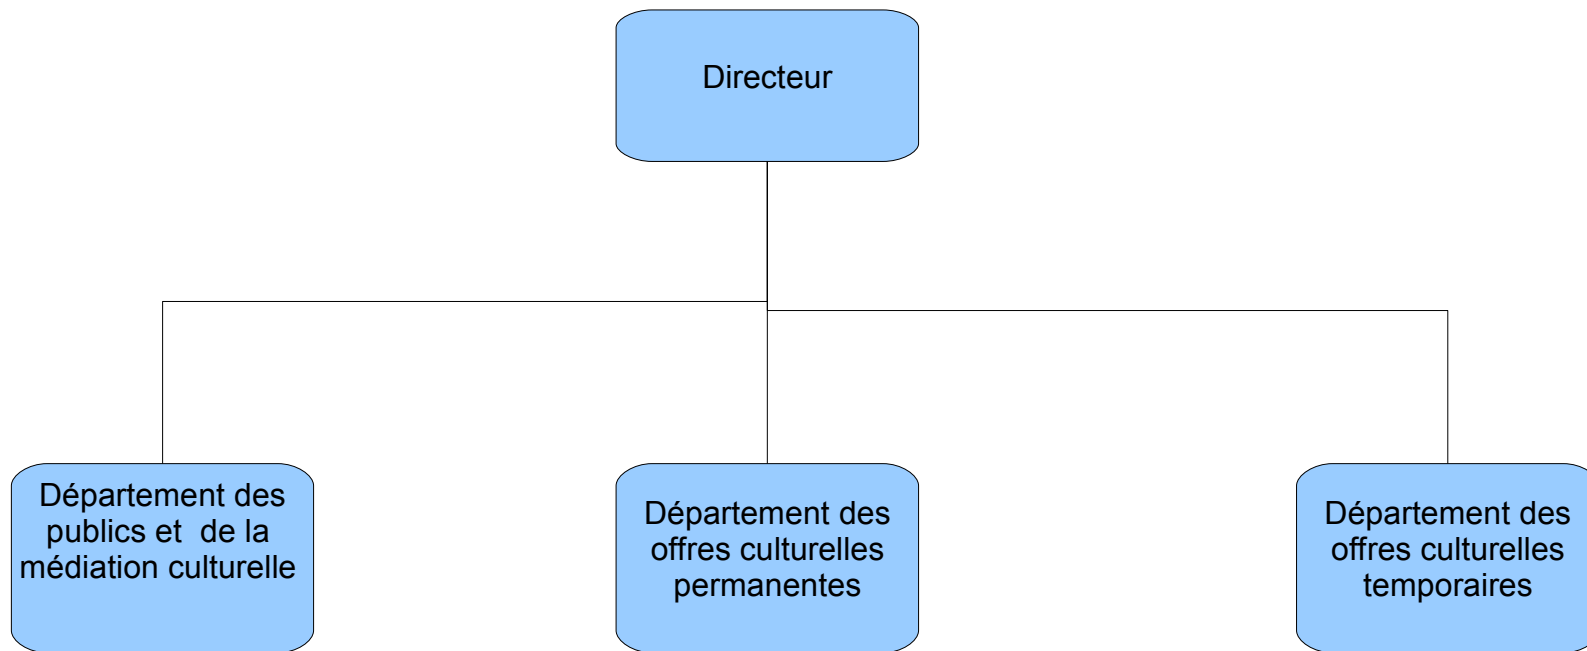 Directeur
Département des
publics et  de la
médiation culturelle
Département des
offres culturelles
permanentes
Département des
offres culturelles
temporaires